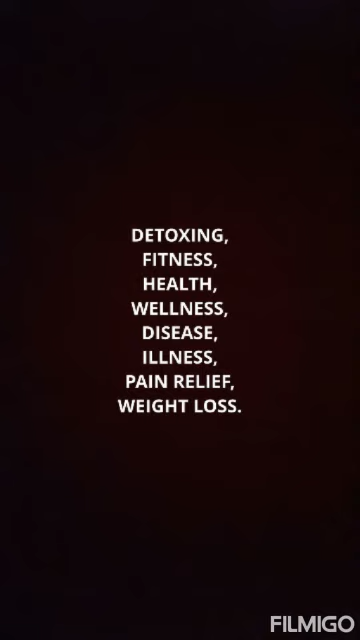 DETOXING,
FITNESS,
HEALTH,
WELLNESS,
DISEASE,
ILLNESS,
PAIN RELIEF,
WEIGHT LOSS.
FILMIGO